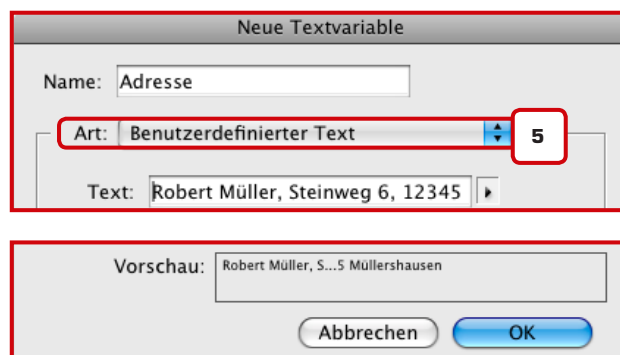 Neue Textvariable
Name: Adresse
Art: Benutzerdefinierter Text 5
Text: Robert Müller, Steinweg 6, 12345
Vorschau: Robert Müller, S...5 Müllershausen
Abbrechen OK